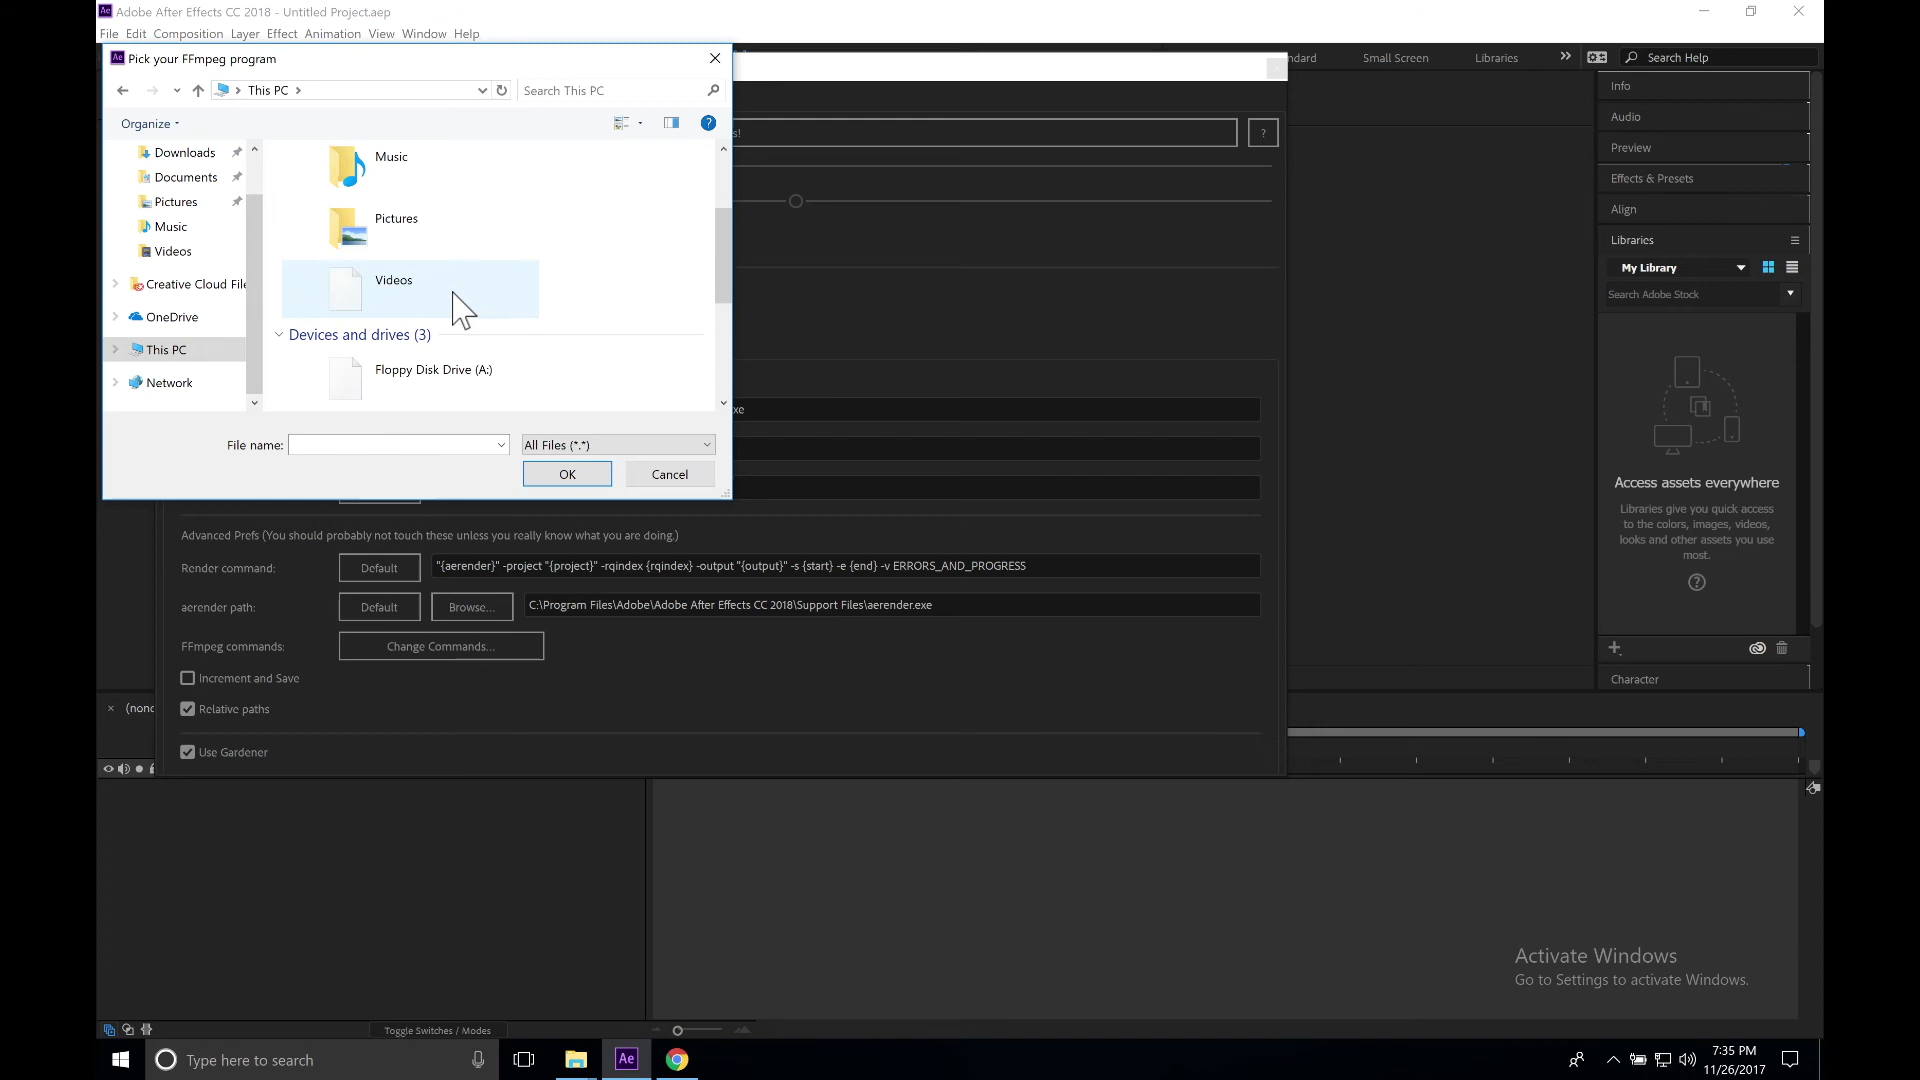 Adobe After Effects CC 2018 - Untitled Project.aep
File Edit Composition Layer Effect Animation View Window Help
Pick your FFmpeg program
This PC
Search This PC
Organize
Downloads
Documents
Pictures
Music
Videos
Creative Cloud File
OneDrive
This PC
Network
Music
Pictures
Videos
Devices and drives (3)
Floppy Disk Drive (A:)
File name:
All Files (*.*)
OK
Cancel
ndard
Small Screen
Libraries
Search Help
s!
?
xe
Advanced Prefs (You should probably not touch these unless you really know what you are doing.)
Render command:
Default
"{aerender}" -project "{project}" -rqindex {rqindex} -output "{output}" -s {start} -e {end} -v ERRORS_AND_PROGRESS
aerender path:
Default
Browse...
C:\Program Files\Adobe\Adobe After Effects CC 2018\Support Files\aerender.exe
FFmpeg commands:
Change Commands...
Increment and Save
Relative paths
Use Gardener
(none
Info
Audio
Preview
Effects & Presets
Align
Libraries
My Library
Search Adobe Stock
Access assets everywhere
Libraries give you quick access
to the colors, images, videos,
looks and other assets you use
most.
Character
Activate Windows
Go to Settings to activate Windows.
Toggle Switches / Modes
Type here to search
Ae
7:35 PM
11/26/2017